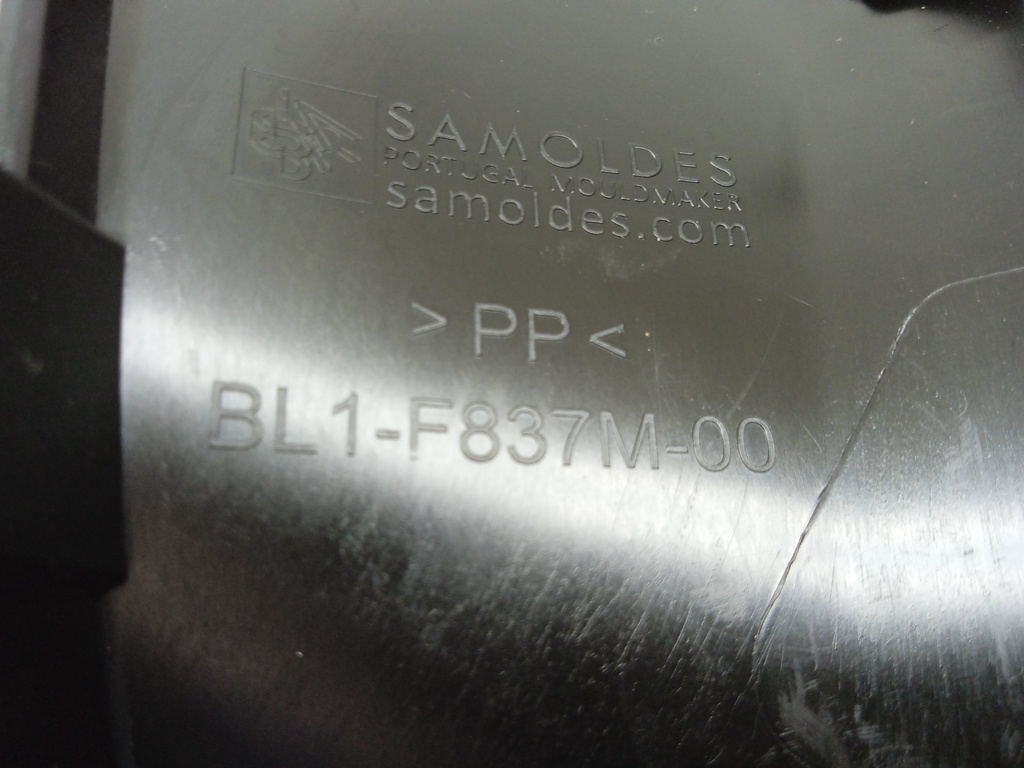 SAMOLDES
PORTUGAL MOULDMAKER
samoldes.com
>PP<
BL1-F837M-00